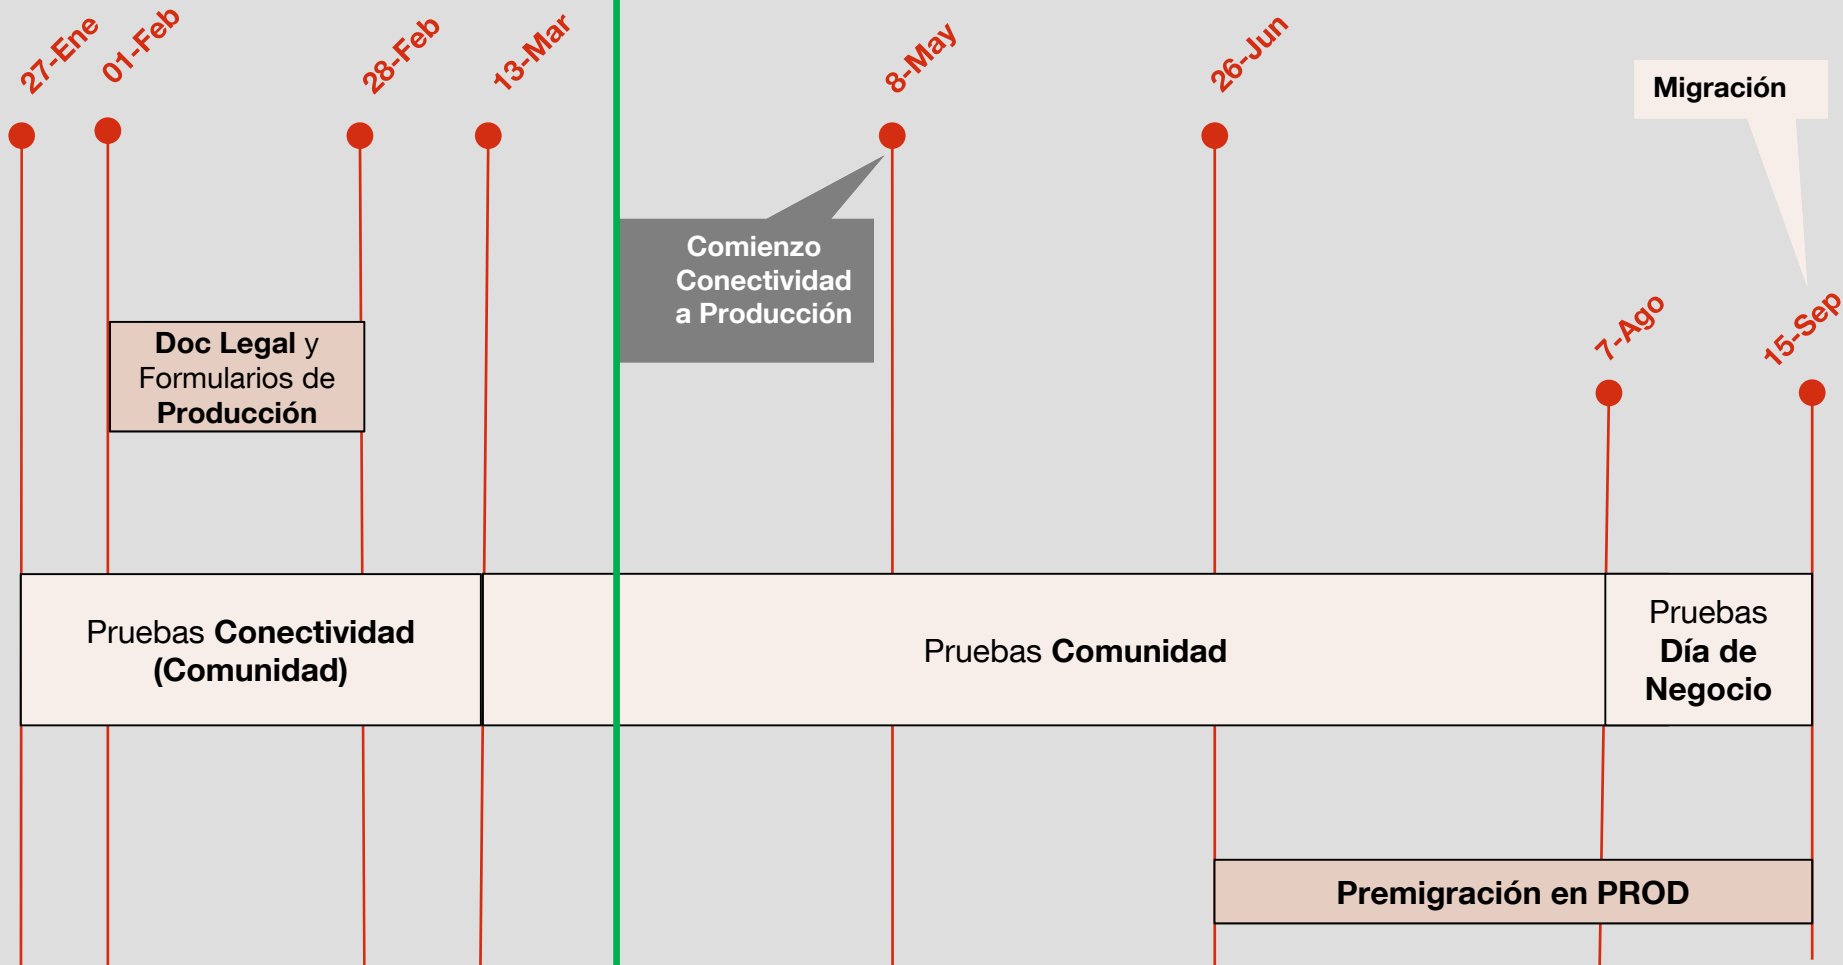 27-Ene
01-Feb
28-Feb
13-Mar
8-May
26-Jun
Migración
Comienzo
Conectividad
a Producción
7-Ago
15-Sep
Doc Legal y
Formularios de
Producción
Pruebas Conectividad
(Comunidad)
Pruebas Comunidad
Pruebas
Día de
Negocio
Premigración en PROD